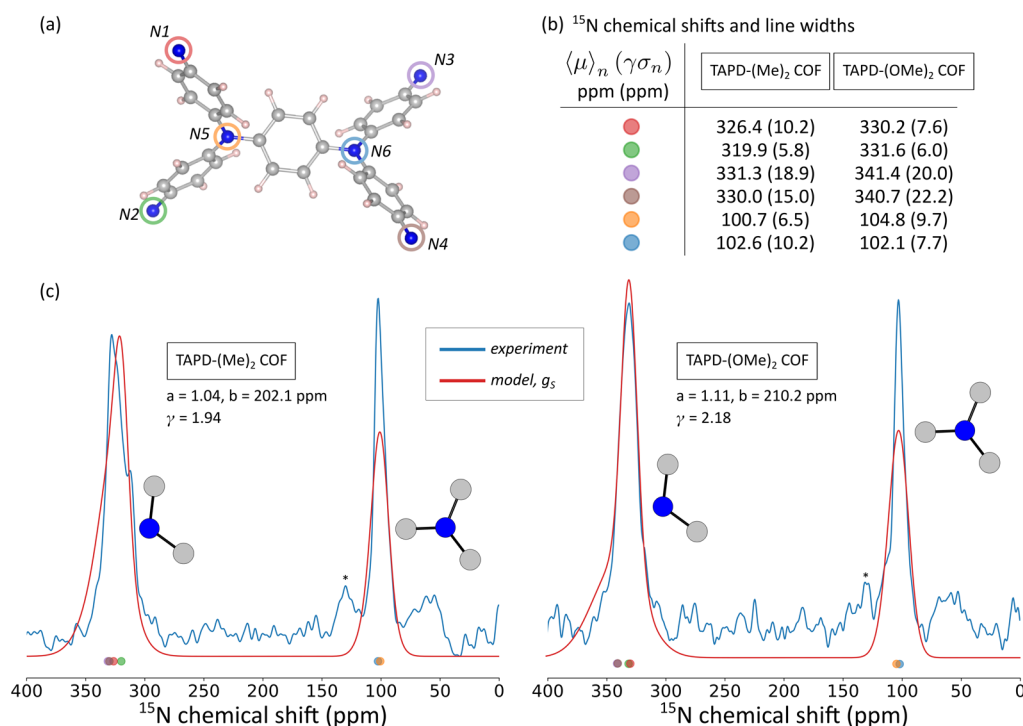 (a)
N1
N3
N5
N6
N2
N4
(b) ¹⁵N chemical shifts and line widths
⟨μ⟩ₙ (γσₙ)
ppm (ppm)
TAPD-(Me)₂ COF
TAPD-(OMe)₂ COF
326.4 (10.2) 330.2 (7.6)
319.9 (5.8) 331.6 (6.0)
331.3 (18.9) 341.4 (20.0)
330.0 (15.0) 340.7 (22.2)
100.7 (6.5) 104.8 (9.7)
102.6 (10.2) 102.1 (7.7)
(c)
TAPD-(Me)₂ COF
a = 1.04, b = 202.1 ppm
γ = 1.94
experiment
model, gₛ
TAPD-(OMe)₂ COF
a = 1.11, b = 210.2 ppm
γ = 2.18
*
*
400 350 300 250 200 150 100 50 0
¹⁵N chemical shift (ppm)
400 350 300 250 200 150 100 50 0
¹⁵N chemical shift (ppm)